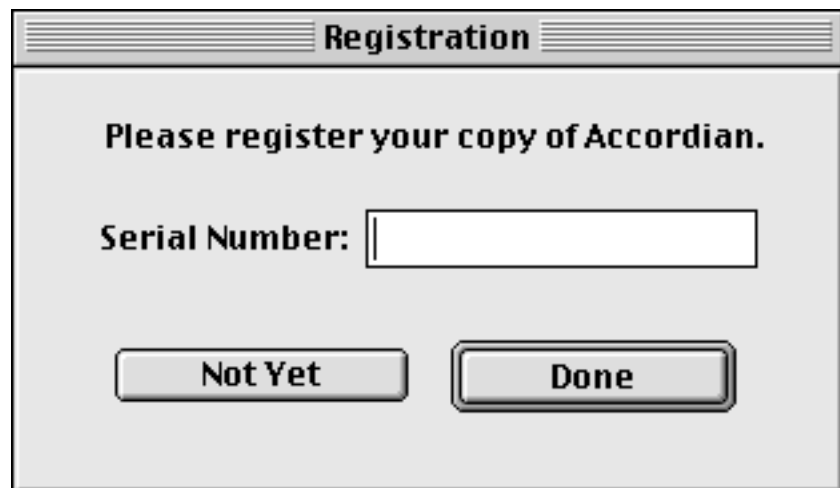 Registration
Please register your copy of Accordian.
Serial Number:
Not Yet
Done